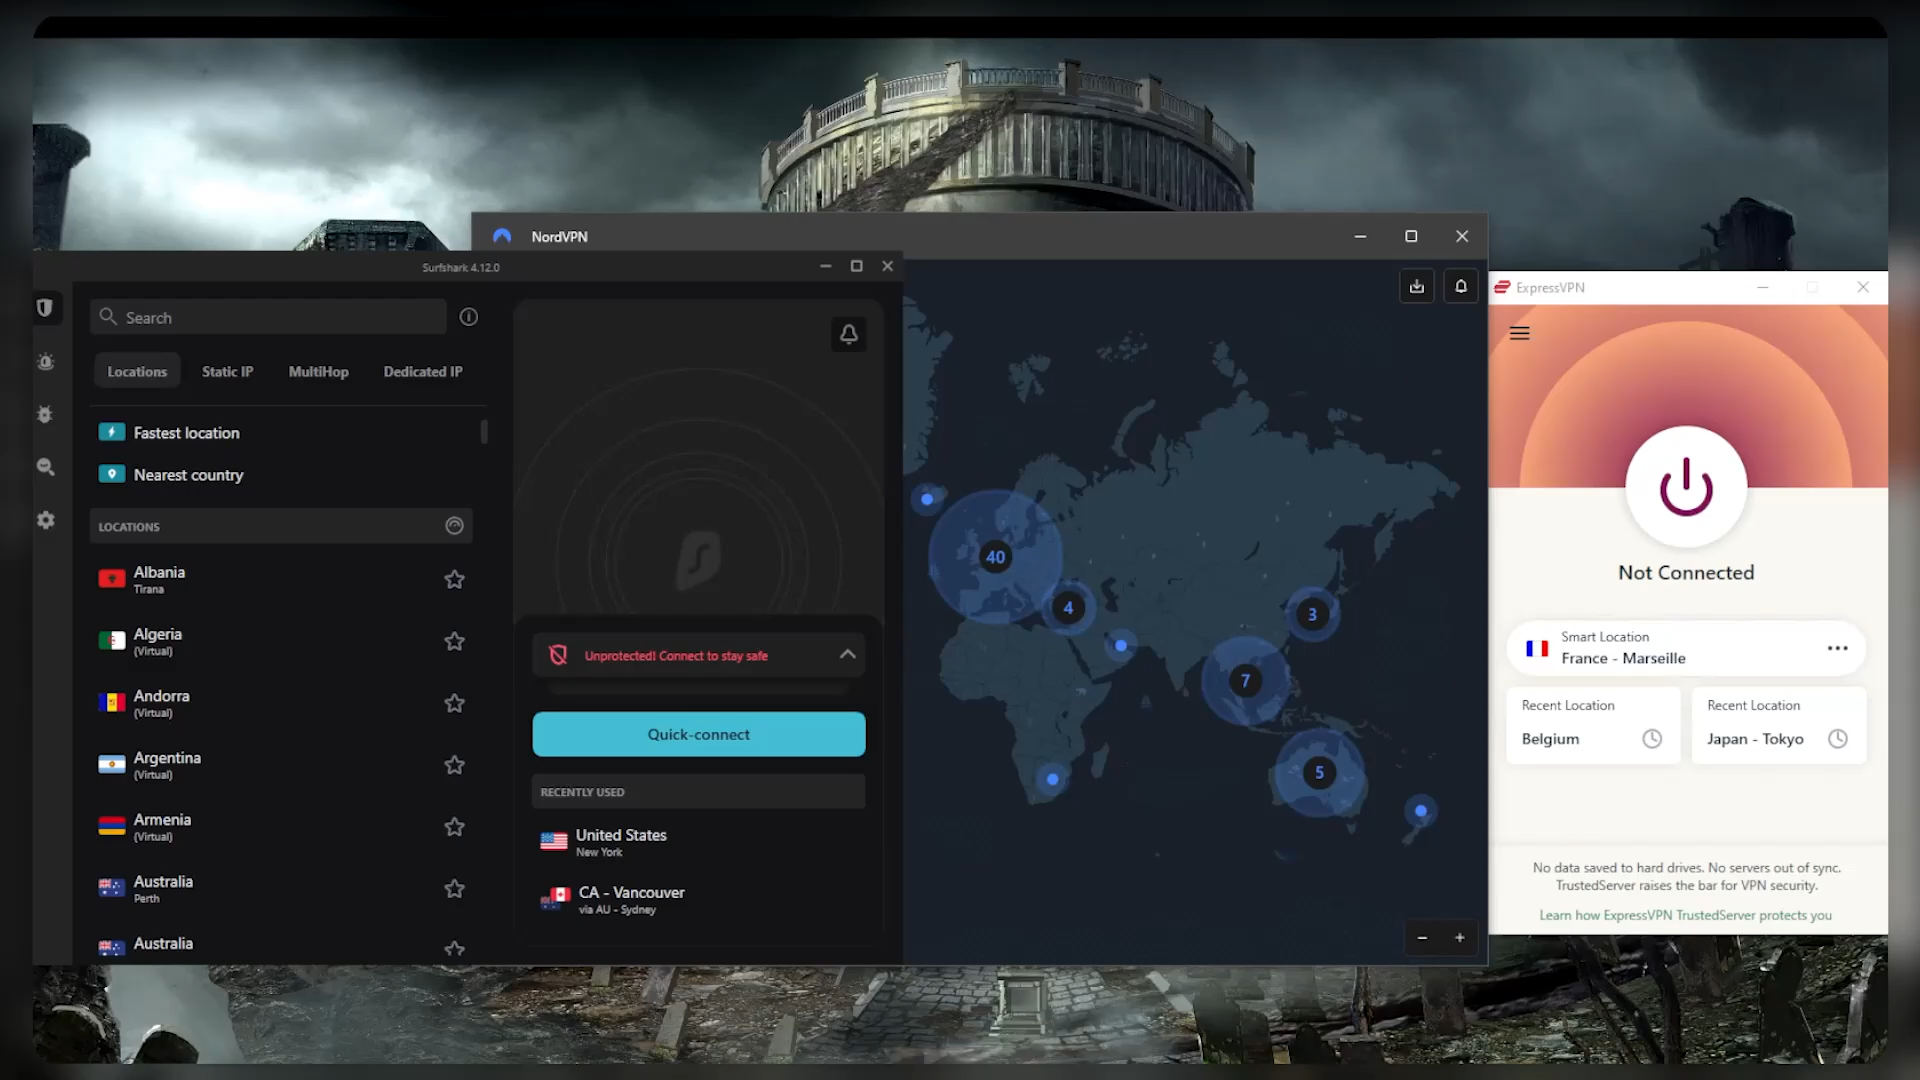 NordVPN
Surfshark 4.12.0
Search
Locations
Static IP
MultiHop
Dedicated IP
Fastest location
Nearest country
LOCATIONS
Albania
Tirana
Algeria
(Virtual)
Andorra
(Virtual)
Argentina
(Virtual)
Armenia
(Virtual)
Australia
Perth
Australia
Unprotected! Connect to stay safe
Quick-connect
RECENTLY USED
United States
New York
CA - Vancouver
via AU - Sydney
40
4
3
7
5
ExpressVPN
Not Connected
Smart Location
France - Marseille
Recent Location
Belgium
Recent Location
Japan - Tokyo
No data saved to hard drives. No servers out of sync.
TrustedServer raises the bar for VPN security.
Learn how ExpressVPN TrustedServer protects you